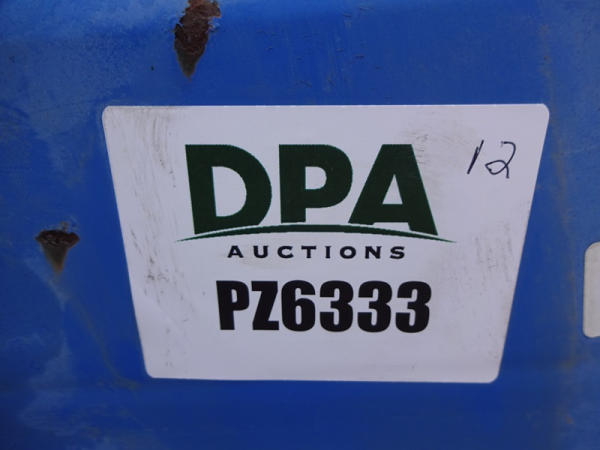 12
DPA
AUCTIONS
PZ6333